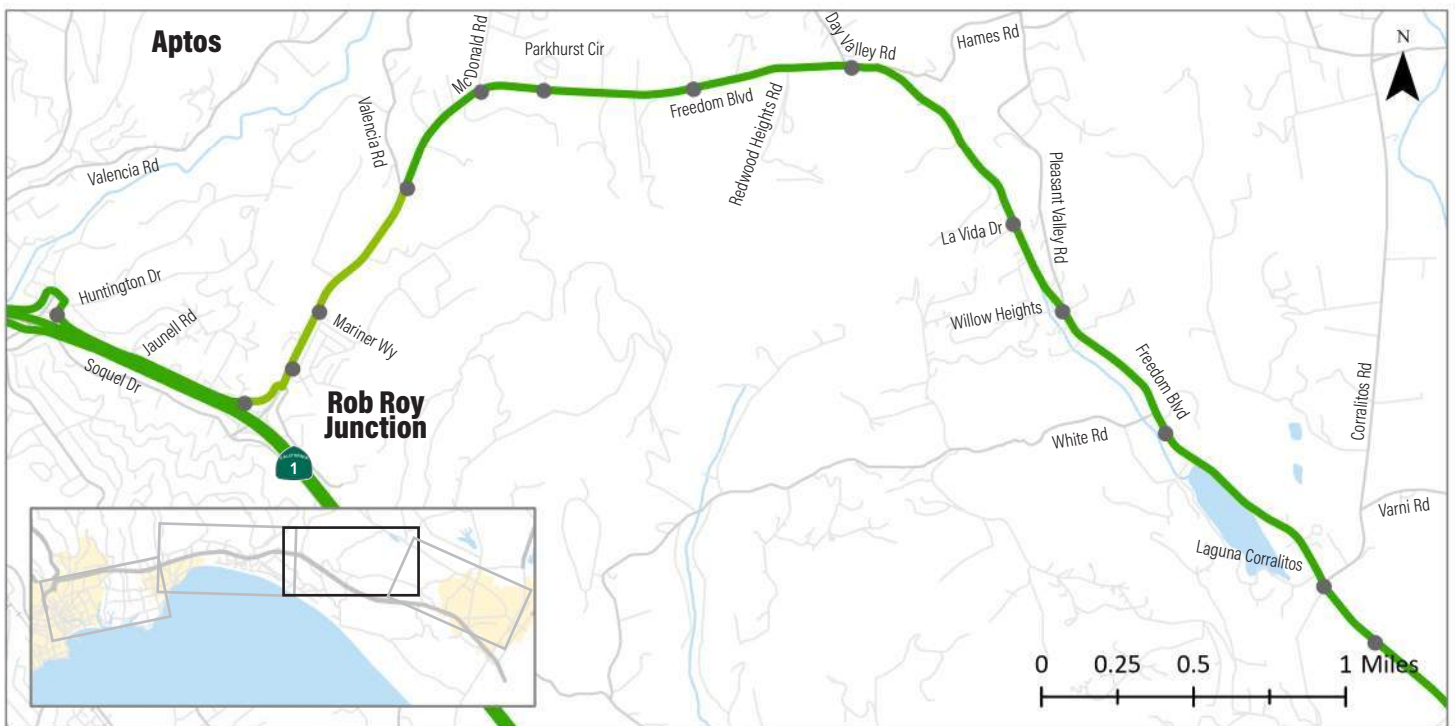 Aptos
McDonald Rd
Parkhurst Cir
Day Valley Rd
Hames Rd
N
Valencia Rd
Freedom Blvd
Redwood Heights Rd
Valencia Rd
Pleasant Valley Rd
La Vida Dr
Huntington Dr
Jaunell Rd
Mariner Wy
Willow Heights
Soquel Dr
Freedom Blvd
Corralitos Rd
Rob Roy
Junction
White Rd
CALIFORNIA
1
Varni Rd
Laguna Corralitos
0 0.25 0.5 1 Miles